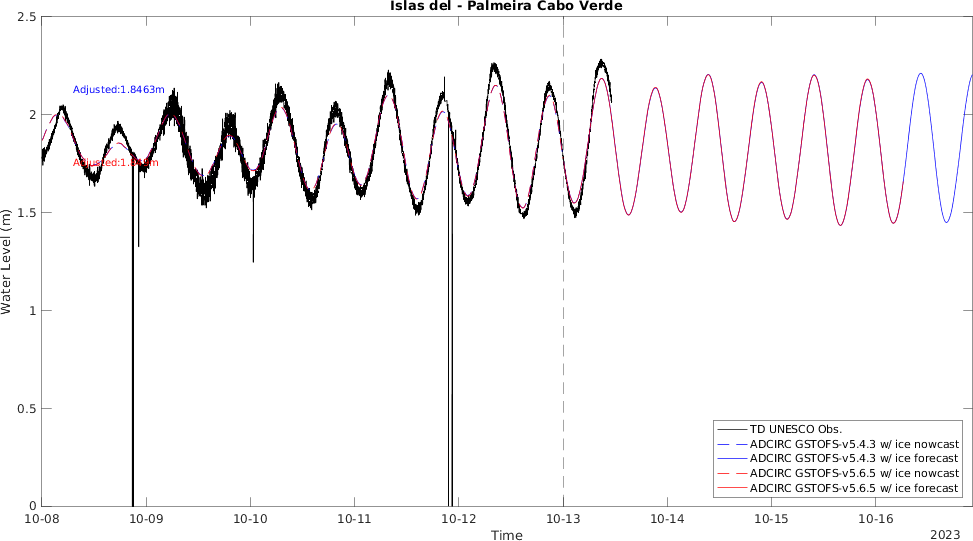 Islas del - Palmeira Cabo Verde
2.5
2
1.5
1
0.5
0
Water Level (m)
Adjusted:1.8463m
10-08
10-09
10-10
10-11
10-12
10-13
10-14
10-15
10-16
Time
2023
TD UNESCO Obs.
ADCIRC GSTOFS-v5.4.3 w/ ice nowcast
ADCIRC GSTOFS-v5.4.3 w/ ice forecast
ADCIRC GSTOFS-v5.6.5 w/ ice nowcast
ADCIRC GSTOFS-v5.6.5 w/ ice forecast